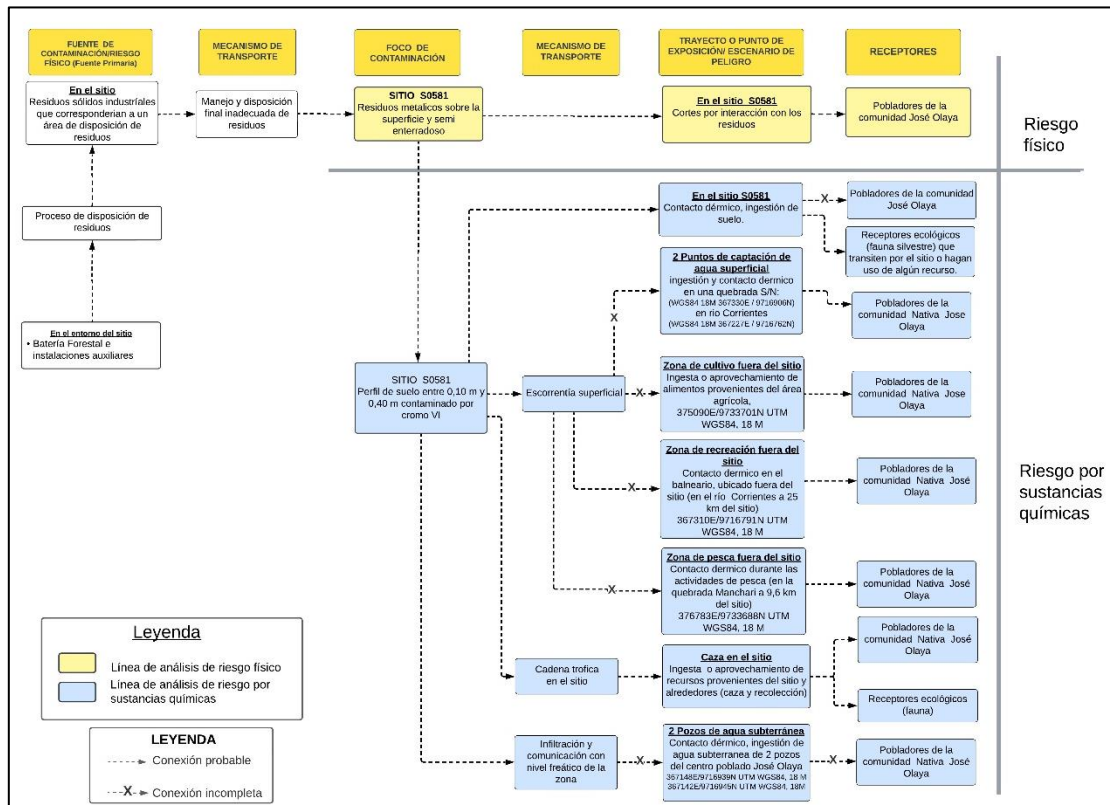 FUENTE DE
CONTAMINACIÓN/RIESGO
FÍSICO (Fuente Primaria)
MECANISMO DE
TRANSPORTE
FOCO DE
CONTAMINACIÓN
MECANISMO DE
TRANSPORTE
TRAYECTO O PUNTO DE
EXPOSICIÓN/ ESCENARIO DE
PELIGRO
RECEPTORES
En el sitio
Residuos sólidos industríales
que corresponderian a un
área de disposición de
residuos
Manejo y disposición
final inadecuada de
residuos
SITIO S0581
Residuos metalicos sobre la
superficie y semi
enterradoso
En el sitio S0581
Cortes por interacción con los
residuos
Pobladores de la
comunidad José Olaya
Riesgo
físico
Proceso de disposición de
residuos
En el entorno del sitio
• Batería Forestal e
instalaciones auxiliares
En el sitio S0581
Contacto dérmico, ingestión de
suelo.
X
Pobladores de la comunidad
José Olaya
Receptores ecológicos
(fauna silvestre) que
transiten por el sitio o hagan
uso de algún recurso.
2 Puntos de captación de
agua superficial
ingestión y contacto dermico
en una quebrada S/N:
(WGS84 18M 367330E / 9716906N)
en rio Corrientes
(WGS84 18M 367227E / 9716762N)
X
Pobladores de la
comunidad Nativa Jose
Olaya
SITIO S0581
Perfil de suelo entre 0,10 m y
0,40 m contaminado por
cromo VI
Escorrentía superficial
X
Zona de cultivo fuera del sitio
Ingesta o aprovechamiento de
alimentos provenientes del área
agrícola,
375090E/9733701N UTM
WGS84, 18 M
Pobladores de la
comunidad Nativa José
Olaya
X
Zona de recreación fuera del
sitio
Contacto dermico en el
balneario, ubicado fuera del
sitio (en el río Corrientes a 25
km del sitio)
367310E/9716791N UTM
WGS84, 18 M
Pobladores de la
comunidad Nativa José
Olaya
Riesgo por
sustancias
químicas
X
Zona de pesca fuera del sitio
Contacto dermico durante las
actividades de pesca (en la
quebrada Manchari a 9,6 km
del sitio)
376783E/9733688N UTM
WGS84, 18 M
Pobladores de la
comunidad Nativa José
Olaya
Cadena trofica
en el sitio
Caza en el sitio
Ingesta o aprovechamiento de
recursos provenientes del sitio y
alrededores (caza y recolección)
Pobladores de la
comunidad Nativa José
Olaya
Receptores ecológicos
(fauna)
Infiltración y
comunicación con
nivel freático de la
zona
X
2 Pozos de agua subterránea
Contacto dérmico, ingestión de
agua subterranea de 2 pozos
del centro poblado José Olaya
367148E/9716939N UTM WGS84, 18 M
367142E/9716945N UTM WGS84, 18M
X
Pobladores de la
comunidad Nativa José
Olaya
Leyenda
Línea de análisis de riesgo físico
Línea de análisis de riesgo por
sustancias químicas
LEYENDA
Conexión probable
X
Conexión incompleta